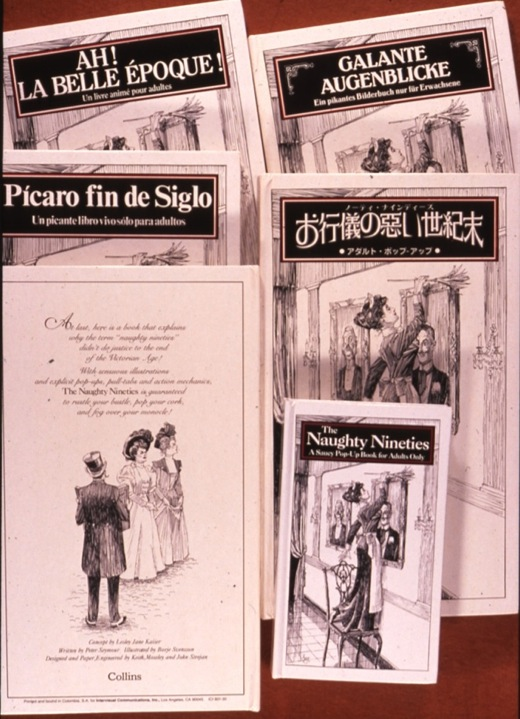 AH!
LA BELLE ÉPOQUE!
Un livre animé pour adultes
GALANTE
AUGENBLICKE
Ein pikantes Bilderbuch nur für Erwachsene
Pícaro fin de Siglo
Un picante libro vivo sólo para adultos
ノーティ・ナインティーズ
お行儀の悪い世紀末
•アダルト・ポップ-アップ•
At last, here is a book that explains
why the term "naughty nineties"
didn't do justice to the end
of the Victorian Age!
With sensuous illustrations
and explicit pop-ups, pull-tabs and action mechanics,
The Naughty Nineties is guaranteed
to rustle your bustle, pop your cork,
and fog over your monocle!
The
Naughty Nineties
A Saucy Pop-Up Book for Adults Only
Concept by Leslie Jane Kaiser
Written by Peter Seymour Illustrated by Borje Svensson
Designed and Paper Engineered by Keith Moseley and John Strejan
Collins
Printed and bound in Colombia, S.A. for Intervisual Communications, Inc., Los Angeles, CA